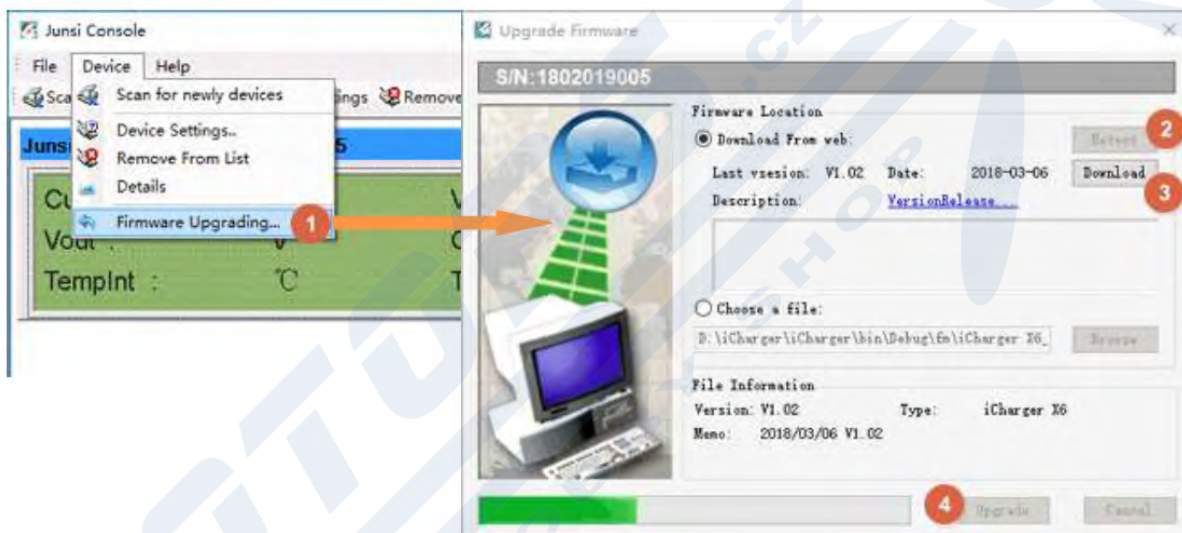 Junsi Console
File Device Help
Scan for newly devices
ings Remove
Device Settings..
Junsi 5
Remove From List
Details
Firmware Upgrading... 1
Vout : V
TempInt : ℃ T
Upgrade Firmware
S/N:1802019005
Firmware Location
Download From web:
2
Last vsesion: V1.02 Date: 2018-03-06 Download
3
Description: VersionRelease...
Choose a file:
D:\iCharger\iCharger\bin\Debug\fm\iCharger X6_ Browse
File Information
Version: V1.02 Type: iCharger X6
Memo: 2018/03/06 V1.02
4 Upgrade Cancel